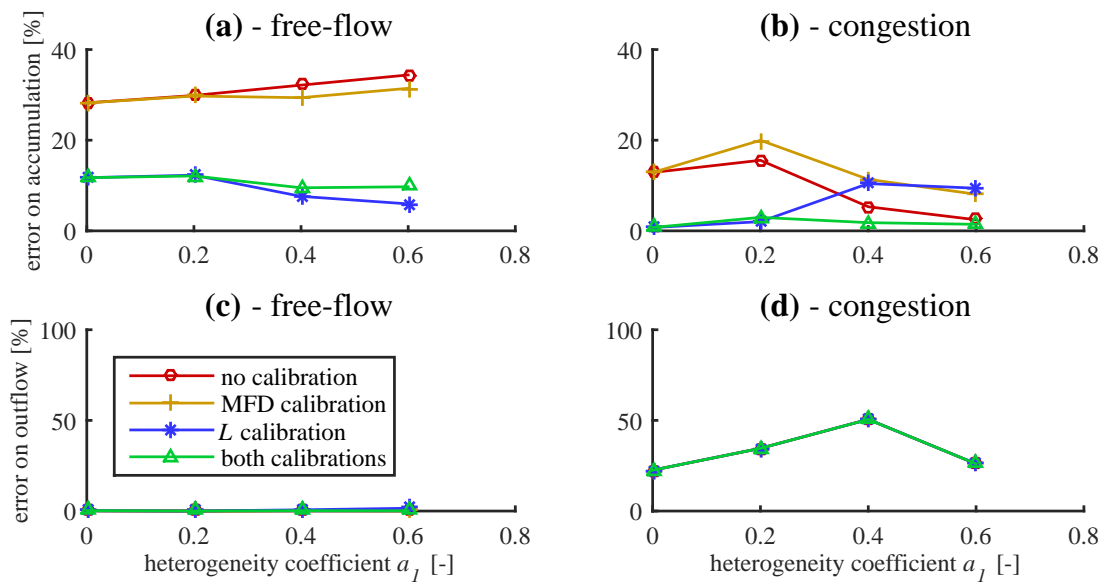 (a) - free-flow
(b) - congestion
error on accumulation [%]
40
20
0
0 0.2 0.4 0.6 0.8
40
20
0
0 0.2 0.4 0.6 0.8
(c) - free-flow
(d) - congestion
error on outflow [%]
100
50
0
no calibration
MFD calibration
L calibration
both calibrations
0 0.2 0.4 0.6 0.8
heterogeneity coefficient a1 [-]
100
50
0
0 0.2 0.4 0.6 0.8
heterogeneity coefficient a1 [-]